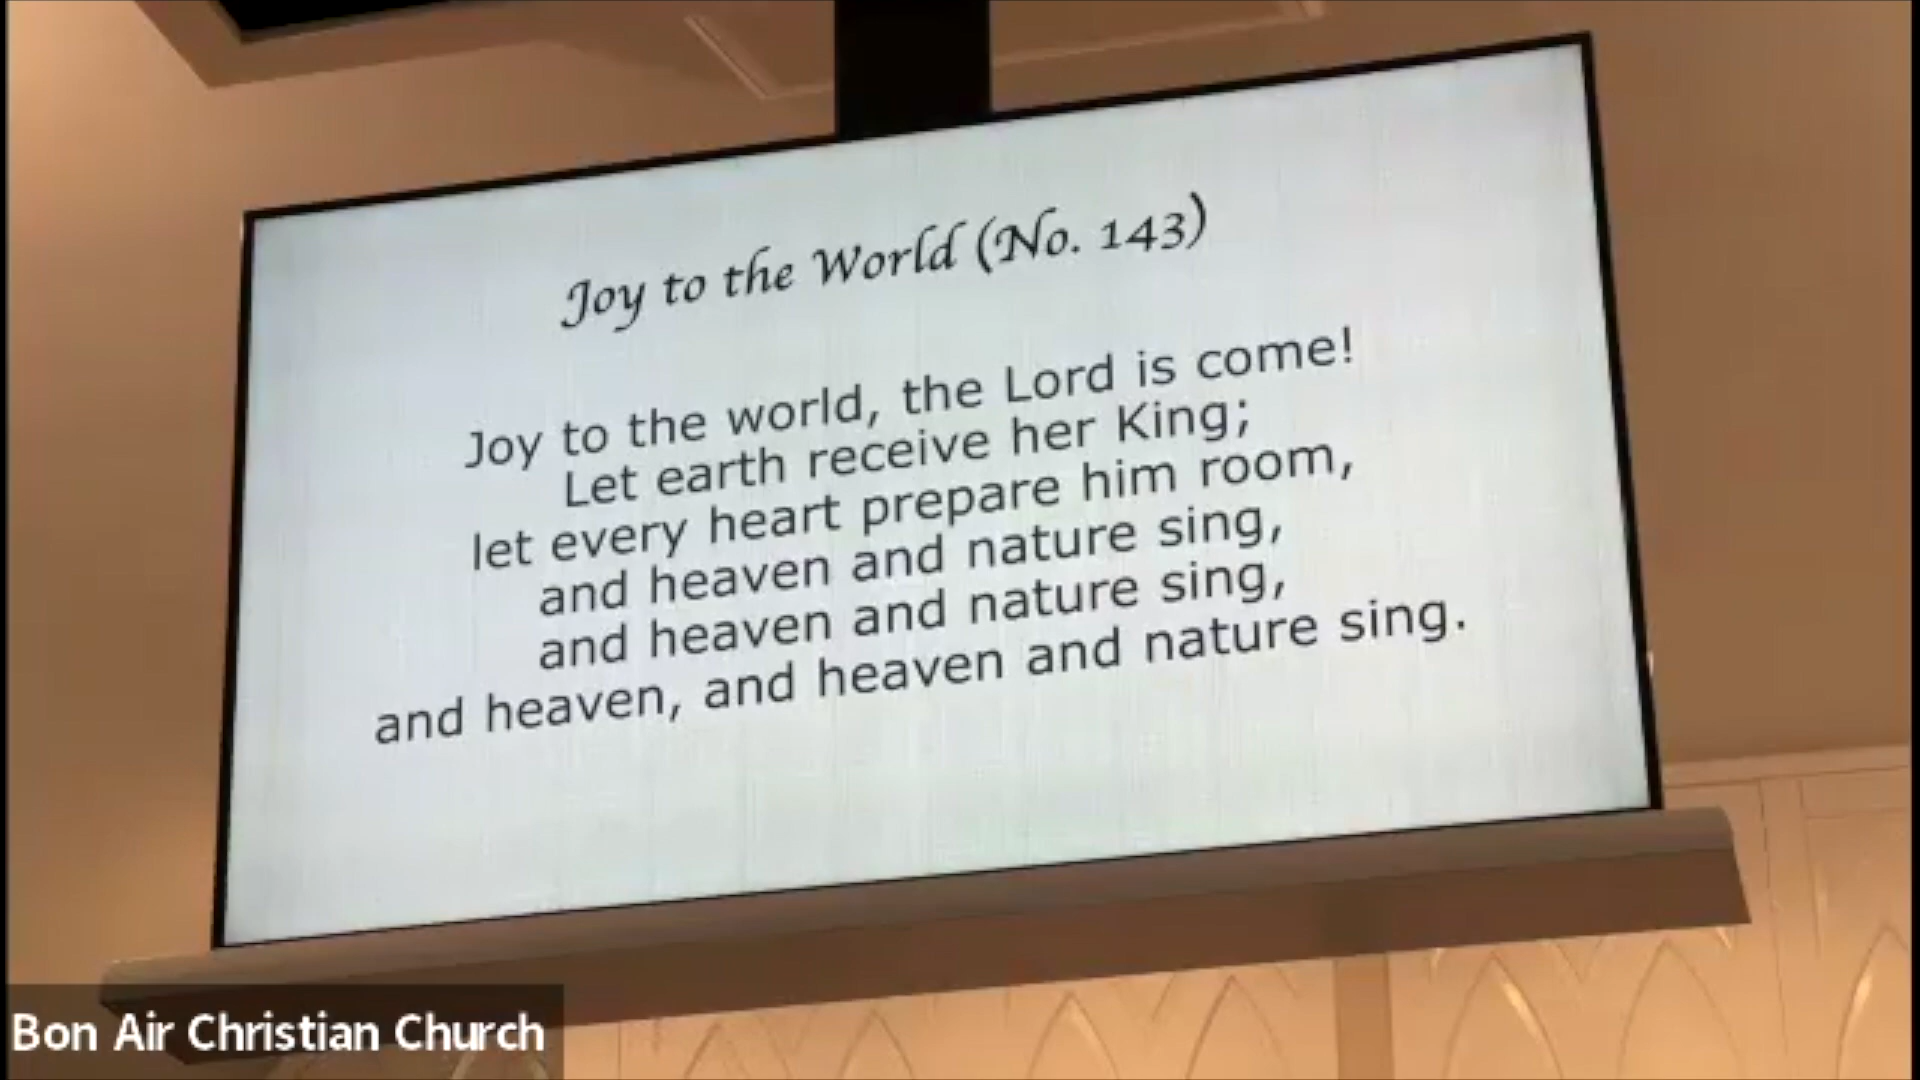 Joy to the World (No. 143)
Joy to the world, the Lord is come!
Let earth receive her King;
let every heart prepare him room,
and heaven and nature sing,
and heaven and nature sing,
and heaven, and heaven and nature sing.
Bon Air Christian Church